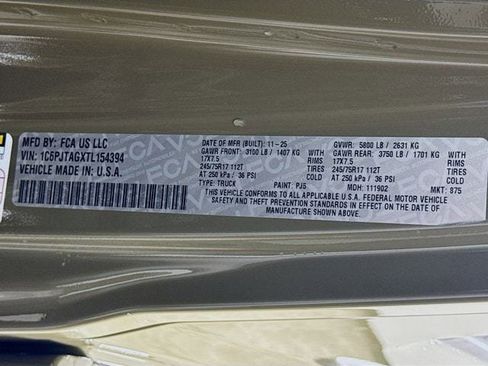 MFD BY: FCA US LLC
VIN: 1C6PJTAGXTL154394
VEHICLE MADE IN: U.S.A.
DATE OF MFR (BUILT): 11-25 GVWR: 5800 LB / 2631 KG
GAWR FRONT: 3100 LB / 1407 KG WITH GAWR REAR: 3750 LB / 1701 KG WITH
17X7.5 RIMS 17X7.5 RIMS
245/75R17 112T TIRES 245/75R17 112T TIRES
AT 250 kPa / 36 PSI COLD AT 250 kPa / 36 PSI COLD
TYPE: TRUCK PAINT: PJ5 MDH: 111902 MKT: 875
THIS VEHICLE CONFORMS TO ALL APPLICABLE U.S.A. FEDERAL MOTOR VEHICLE
SAFETY AND THEFT PREVENTION STANDARDS IN EFFECT ON THE DATE OF
MANUFACTURE SHOWN ABOVE.